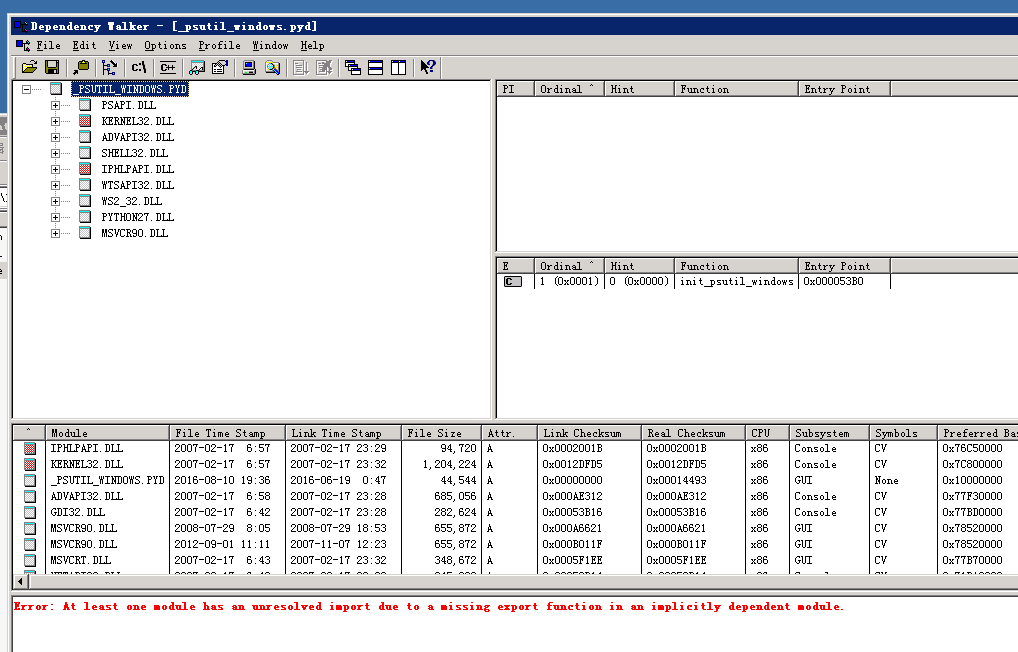 Dependency Walker - [_psutil_windows.pyd]
File Edit View Options Profile Window Help
C:\ C++
_PSUTIL_WINDOWS.PYD
PSAPI.DLL
KERNEL32.DLL
ADVAPI32.DLL
SHELL32.DLL
IPHLPAPI.DLL
WTSAPI32.DLL
WS2_32.DLL
PYTHON27.DLL
MSVCR90.DLL
PI Ordinal ^ Hint Function Entry Point
E Ordinal ^ Hint Function Entry Point
C 1 (0x0001) 0 (0x0000) init_psutil_windows 0x000053B0
^ Module File Time Stamp Link Time Stamp File Size Attr. Link Checksum Real Checksum CPU Subsystem Symbols Preferred Ba
IPHLPAPI.DLL 2007-02-17 6:57 2007-02-17 23:29 94,720 A 0x0002001B 0x0002001B x86 Console CV 0x76C50000
KERNEL32.DLL 2007-02-17 6:57 2007-02-17 23:32 1,204,224 A 0x0012DFD5 0x0012DFD5 x86 Console CV 0x7C800000
_PSUTIL_WINDOWS.PYD 2016-08-10 19:36 2016-06-19 0:47 44,544 A 0x00000000 0x00014493 x86 GUI None 0x10000000
ADVAPI32.DLL 2007-02-17 6:58 2007-02-17 23:28 685,056 A 0x000AE312 0x000AE312 x86 Console CV 0x77F30000
GDI32.DLL 2007-02-17 6:42 2007-02-17 23:28 282,624 A 0x00053B16 0x00053B16 x86 Console CV 0x77BD0000
MSVCR90.DLL 2008-07-29 8:05 2008-07-29 18:53 655,872 A 0x000A6621 0x000A6621 x86 GUI CV 0x78520000
MSVCR90.DLL 2012-09-01 11:11 2007-11-07 12:23 655,872 A 0x000B011F 0x000B011F x86 GUI CV 0x78520000
MSVCRT.DLL 2007-02-17 6:43 2007-02-17 23:32 348,672 A 0x0005F1EE 0x0005F1EE x86 GUI CV 0x77B70000
Error: At least one module has an unresolved import due to a missing export function in an implicitly dependent module.